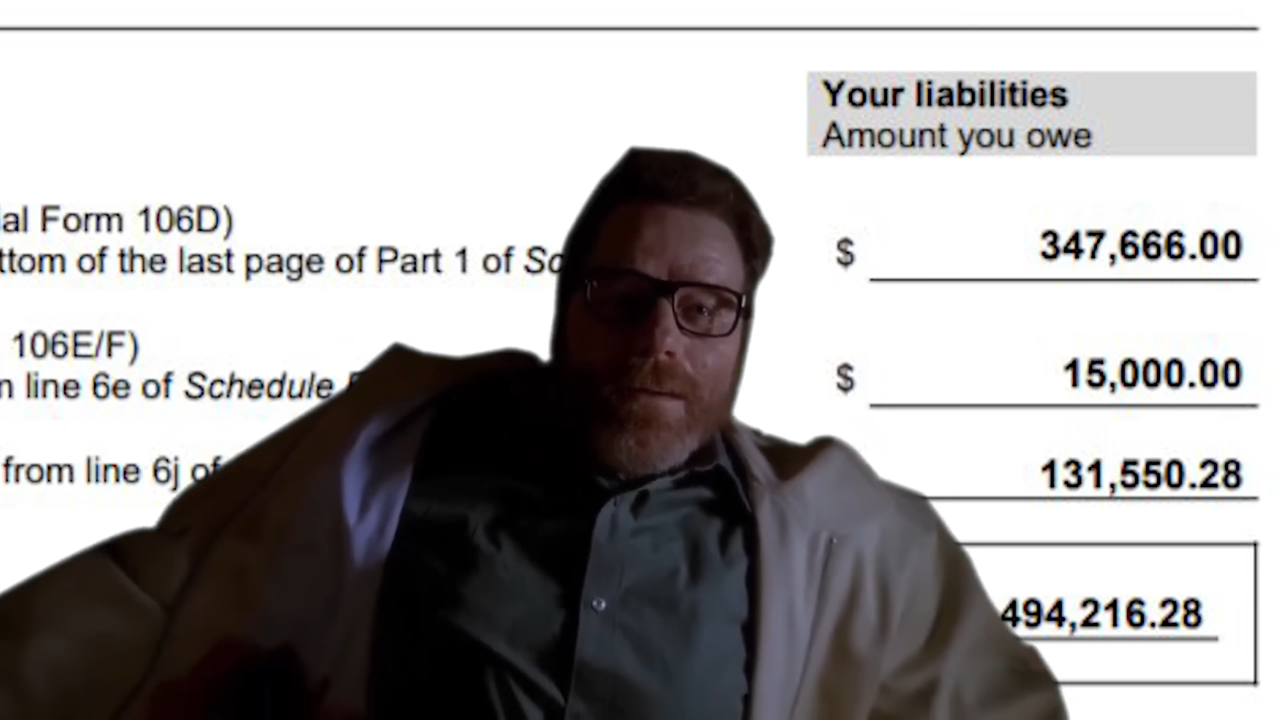 Your liabilities
Amount you owe
al Form 106D)
ttom of the last page of Part 1 of Sc
$ 347,666.00
106E/F)
n line 6e of Schedule
$ 15,000.00
from line 6j of
131,550.28
494,216.28